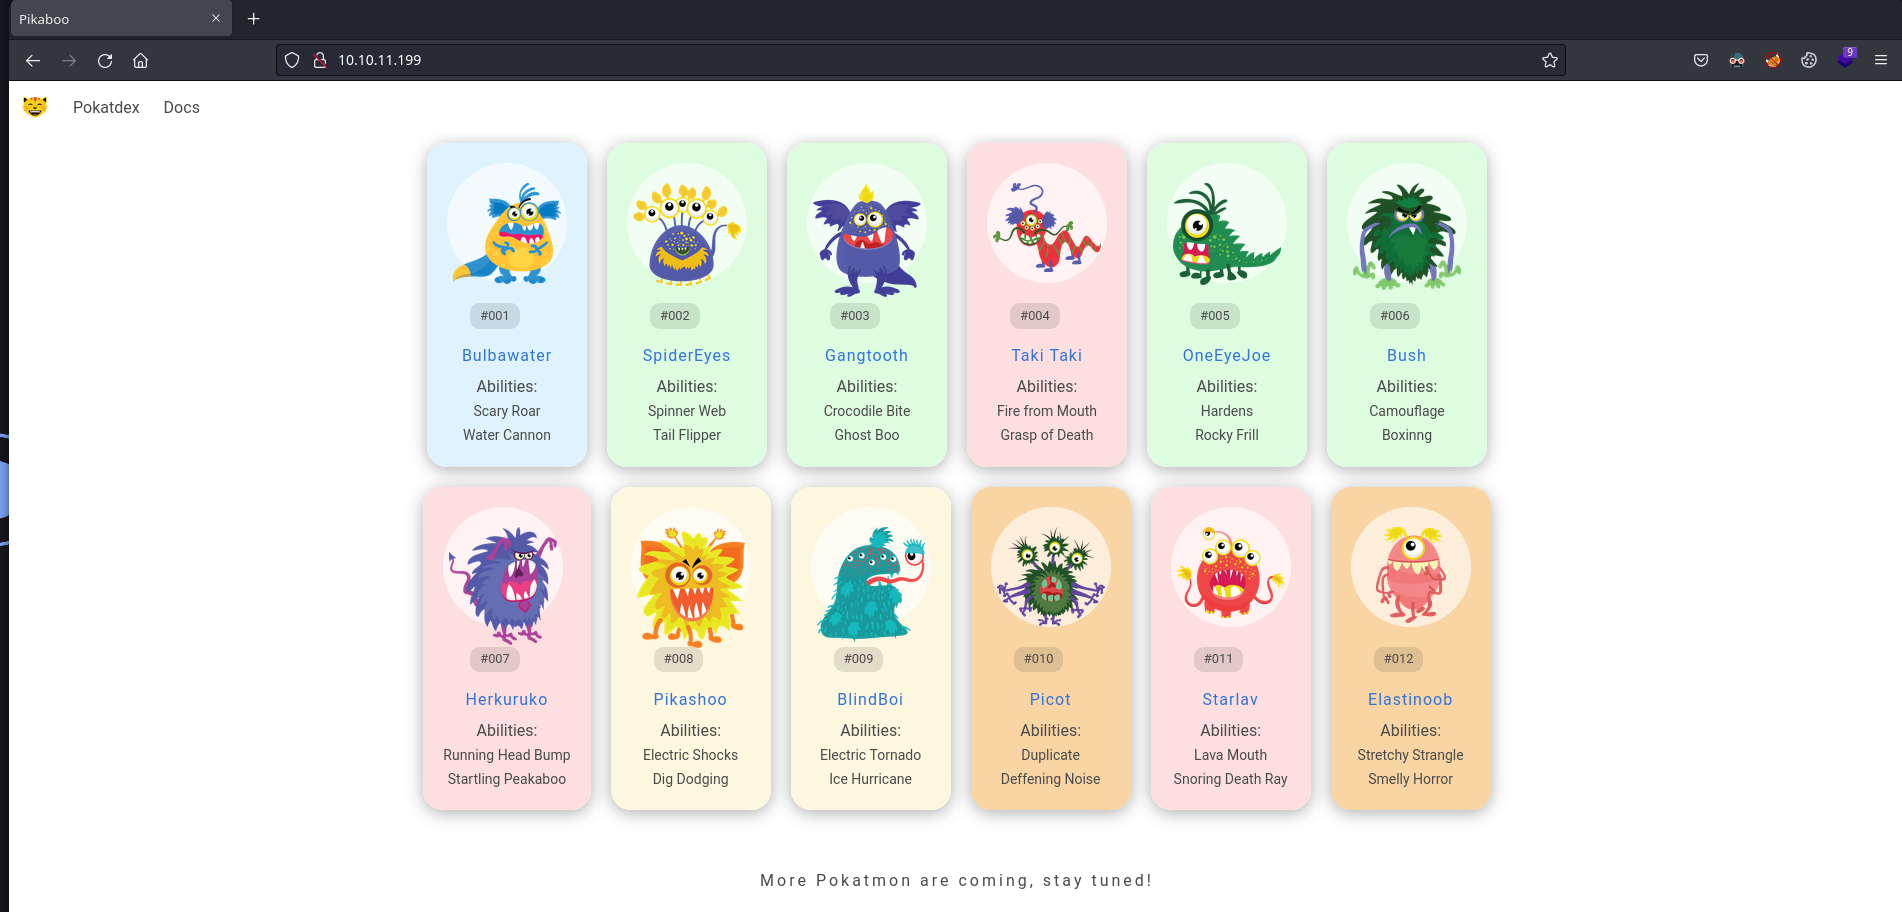 Pikaboo
10.10.11.199
9
Pokatdex Docs
#001
Bulbawater
Abilities:
Scary Roar
Water Cannon
#002
SpiderEyes
Abilities:
Spinner Web
Tail Flipper
#003
Gangtooth
Abilities:
Crocodile Bite
Ghost Boo
#004
Taki Taki
Abilities:
Fire from Mouth
Grasp of Death
#005
OneEyeJoe
Abilities:
Hardens
Rocky Frill
#006
Bush
Abilities:
Camouflage
Boxinng
#007
Herkuruko
Abilities:
Running Head Bump
Startling Peakaboo
#008
Pikashoo
Abilities:
Electric Shocks
Dig Dodging
#009
BlindBoi
Abilities:
Electric Tornado
Ice Hurricane
#010
Picot
Abilities:
Duplicate
Deffening Noise
#011
Starlav
Abilities:
Lava Mouth
Snoring Death Ray
#012
Elastinoob
Abilities:
Stretchy Strangle
Smelly Horror
More Pokatmon are coming, stay tuned!